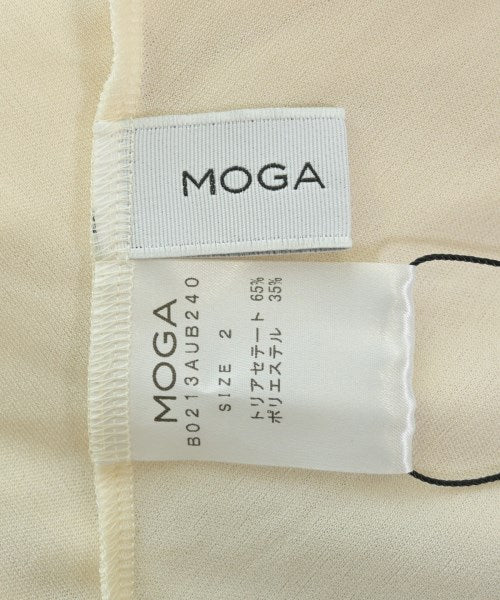 MOGA
MOGA
B0213AUB240
SIZE 2
トリアセテート 65%
ポリエステル 35%